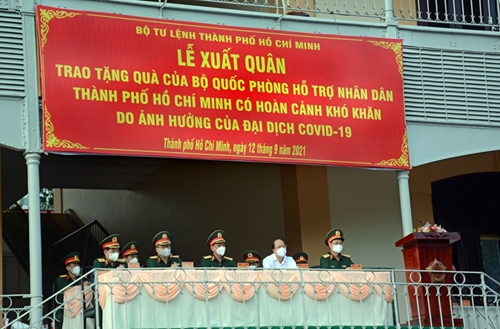 BỘ TƯ LỆNH THÀNH PHỐ HỒ CHÍ MINH
LỄ XUẤT QUÂN
TRAO TẶNG QUÀ CỦA BỘ QUỐC PHÒNG HỖ TRỢ NHÂN DÂN
THÀNH PHỐ HỒ CHÍ MINH CÓ HOÀN CẢNH KHÓ KHĂN
DO ẢNH HƯỞNG CỦA ĐẠI DỊCH COVID-19
Thành phố Hồ Chí Minh, ngày 12 tháng 9 năm 2021